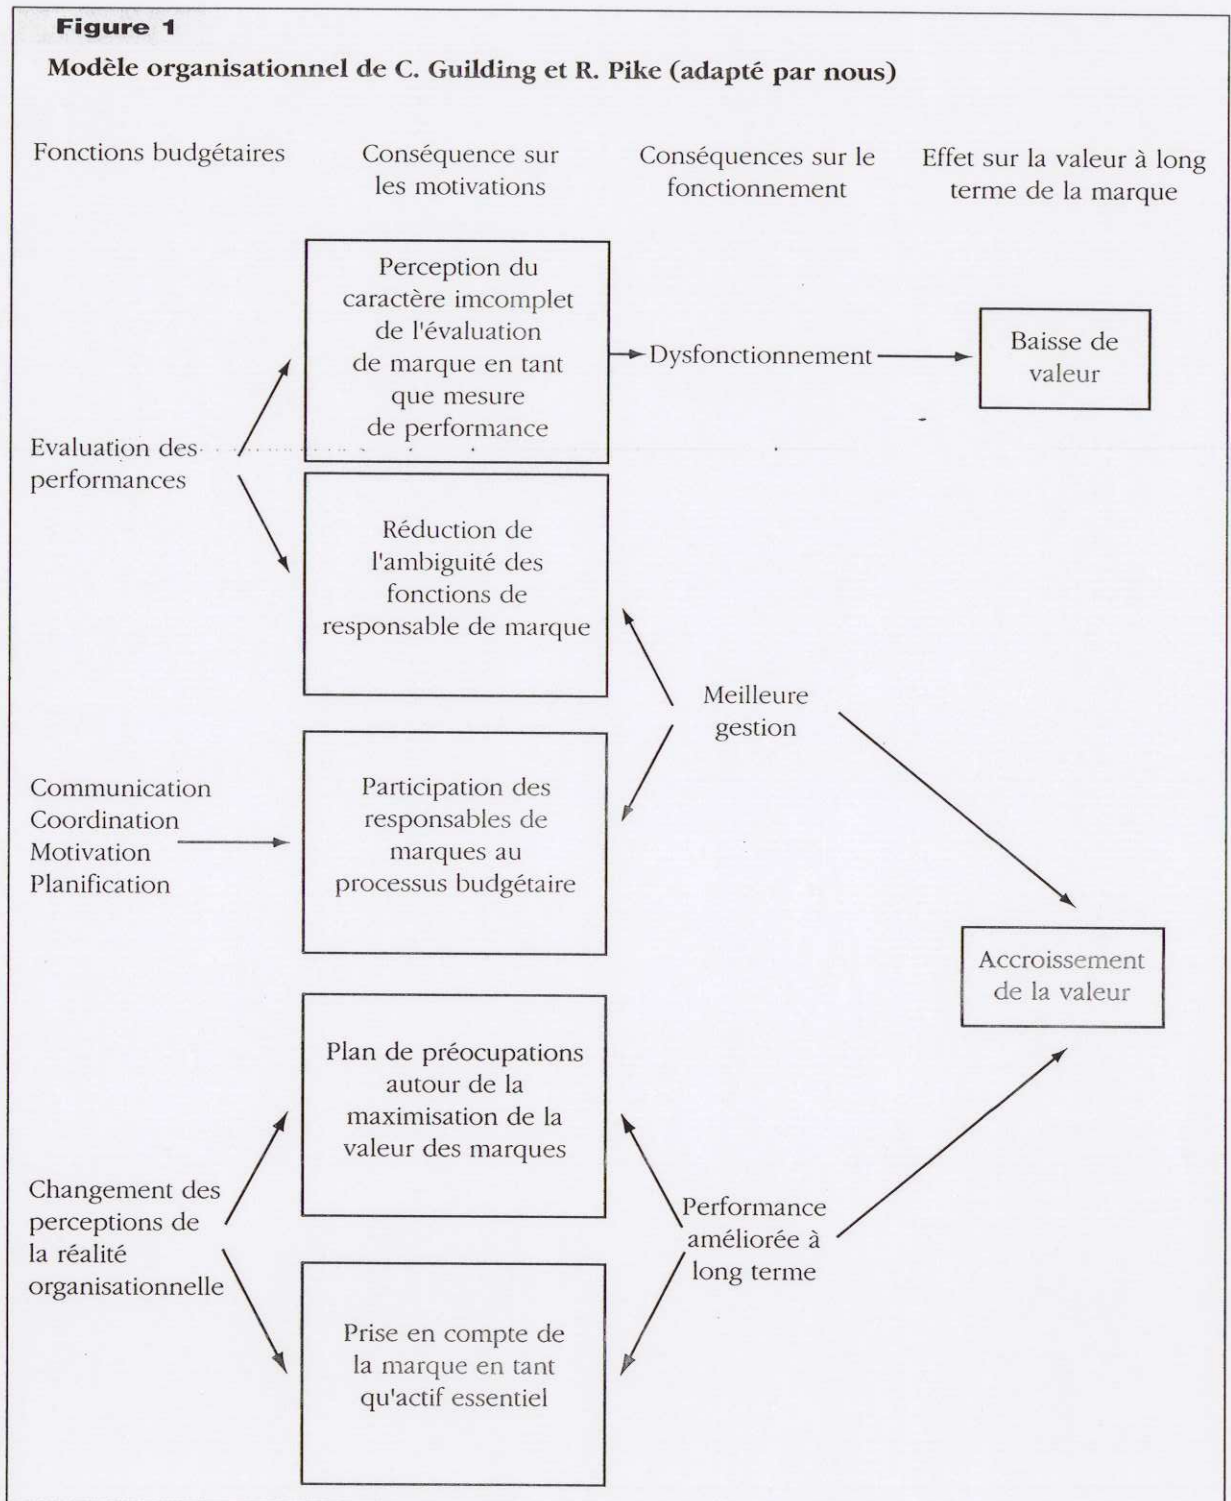 Figure 1
Modèle organisationnel de C. Guilding et R. Pike (adapté par nous)
Fonctions budgétaires
Conséquence sur
les motivations
Conséquences sur le
fonctionnement
Effet sur la valeur à long
terme de la marque
Evaluation des
performances
Perception du
caractère imcomplet
de l'évaluation
de marque en tant
que mesure
de performance
Dysfonctionnement
Baisse de
valeur
Réduction de
l'ambiguité des
fonctions de
responsable de marque
Meilleure
gestion
Communication
Coordination
Motivation
Planification
Participation des
responsables de
marques au
processus budgétaire
Accroissement
de la valeur
Plan de préocupations
autour de la
maximisation de la
valeur des marques
Changement des
perceptions de
la réalité
organisationnelle
Performance
améliorée à
long terme
Prise en compte de
la marque en tant
qu'actif essentiel